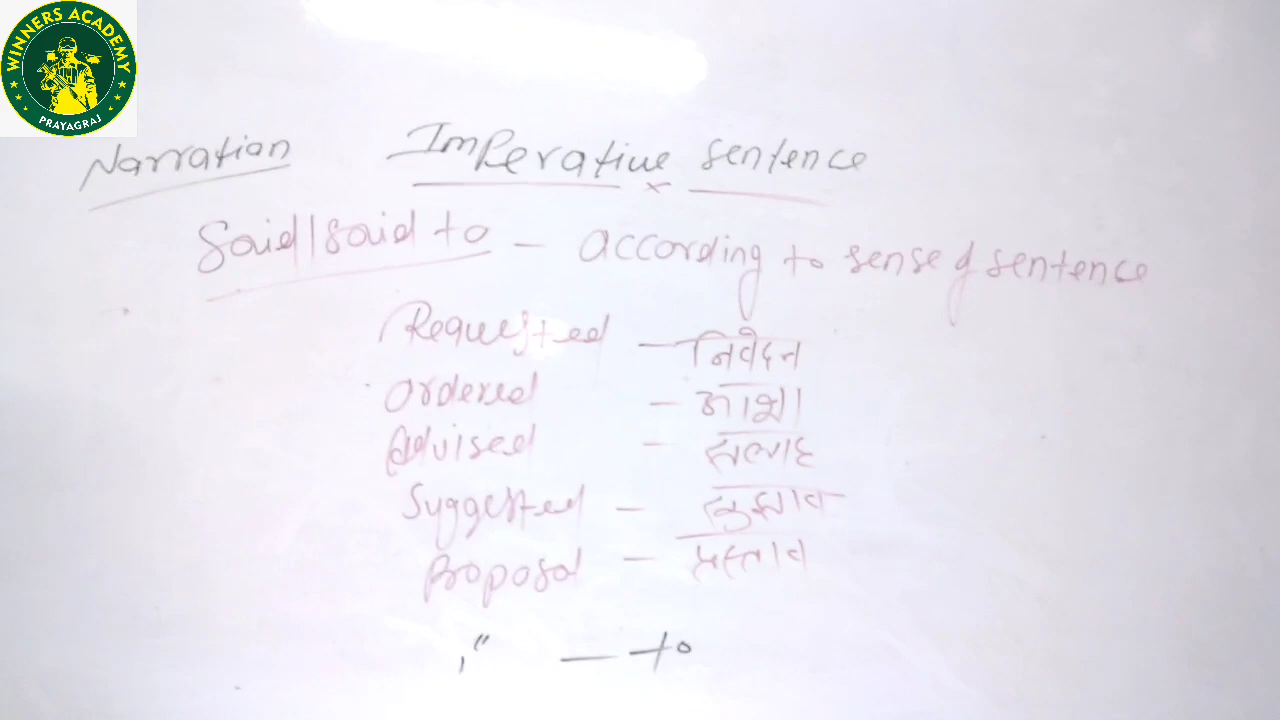 WINNERS ACADEMY
PRAYAGRAJ
Narration Imperative sentence
Said/said to - According to sense of sentence
Requested - निवेदन
Ordered - आज्ञा
Advised - सलाह
Suggested - सुझाव
Proposal - प्रस्ताव
," - to